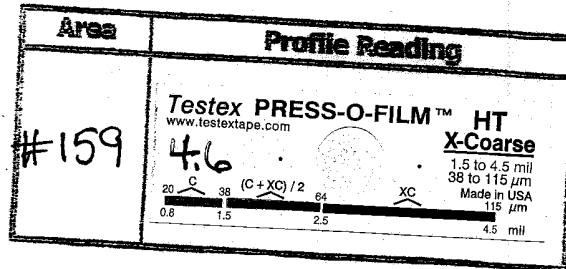 Area Profile Reading
#159
Testex PRESS-O-FILM™ HT
www.testextape.com
X-Coarse
4.6
1.5 to 4.5 mil
38 to 115 µm
Made in USA
20 C 38 (C + XC) / 2 64 XC 115 µm
0.8 1.5 2.5 4.5 mil